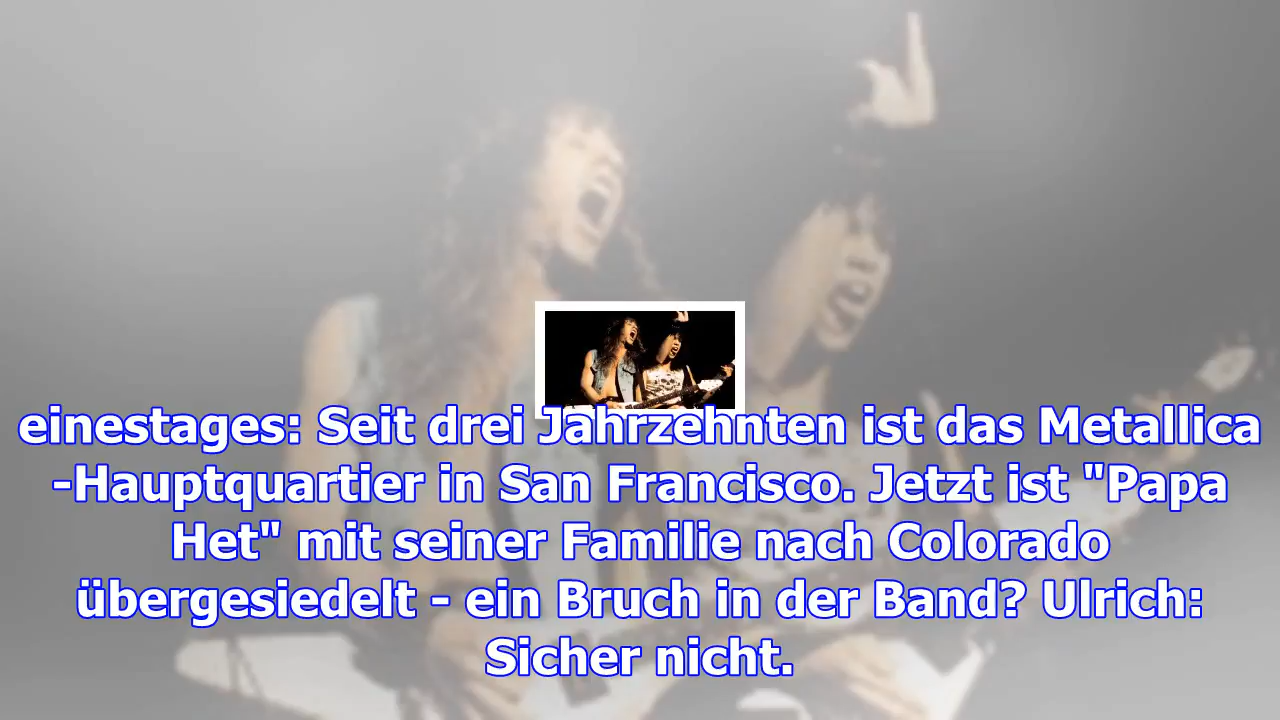 einestages: Seit drei Jahrzehnten ist das Metallica
-Hauptquartier in San Francisco. Jetzt ist "Papa
Het" mit seiner Familie nach Colorado
übergesiedelt - ein Bruch in der Band? Ulrich:
Sicher nicht.